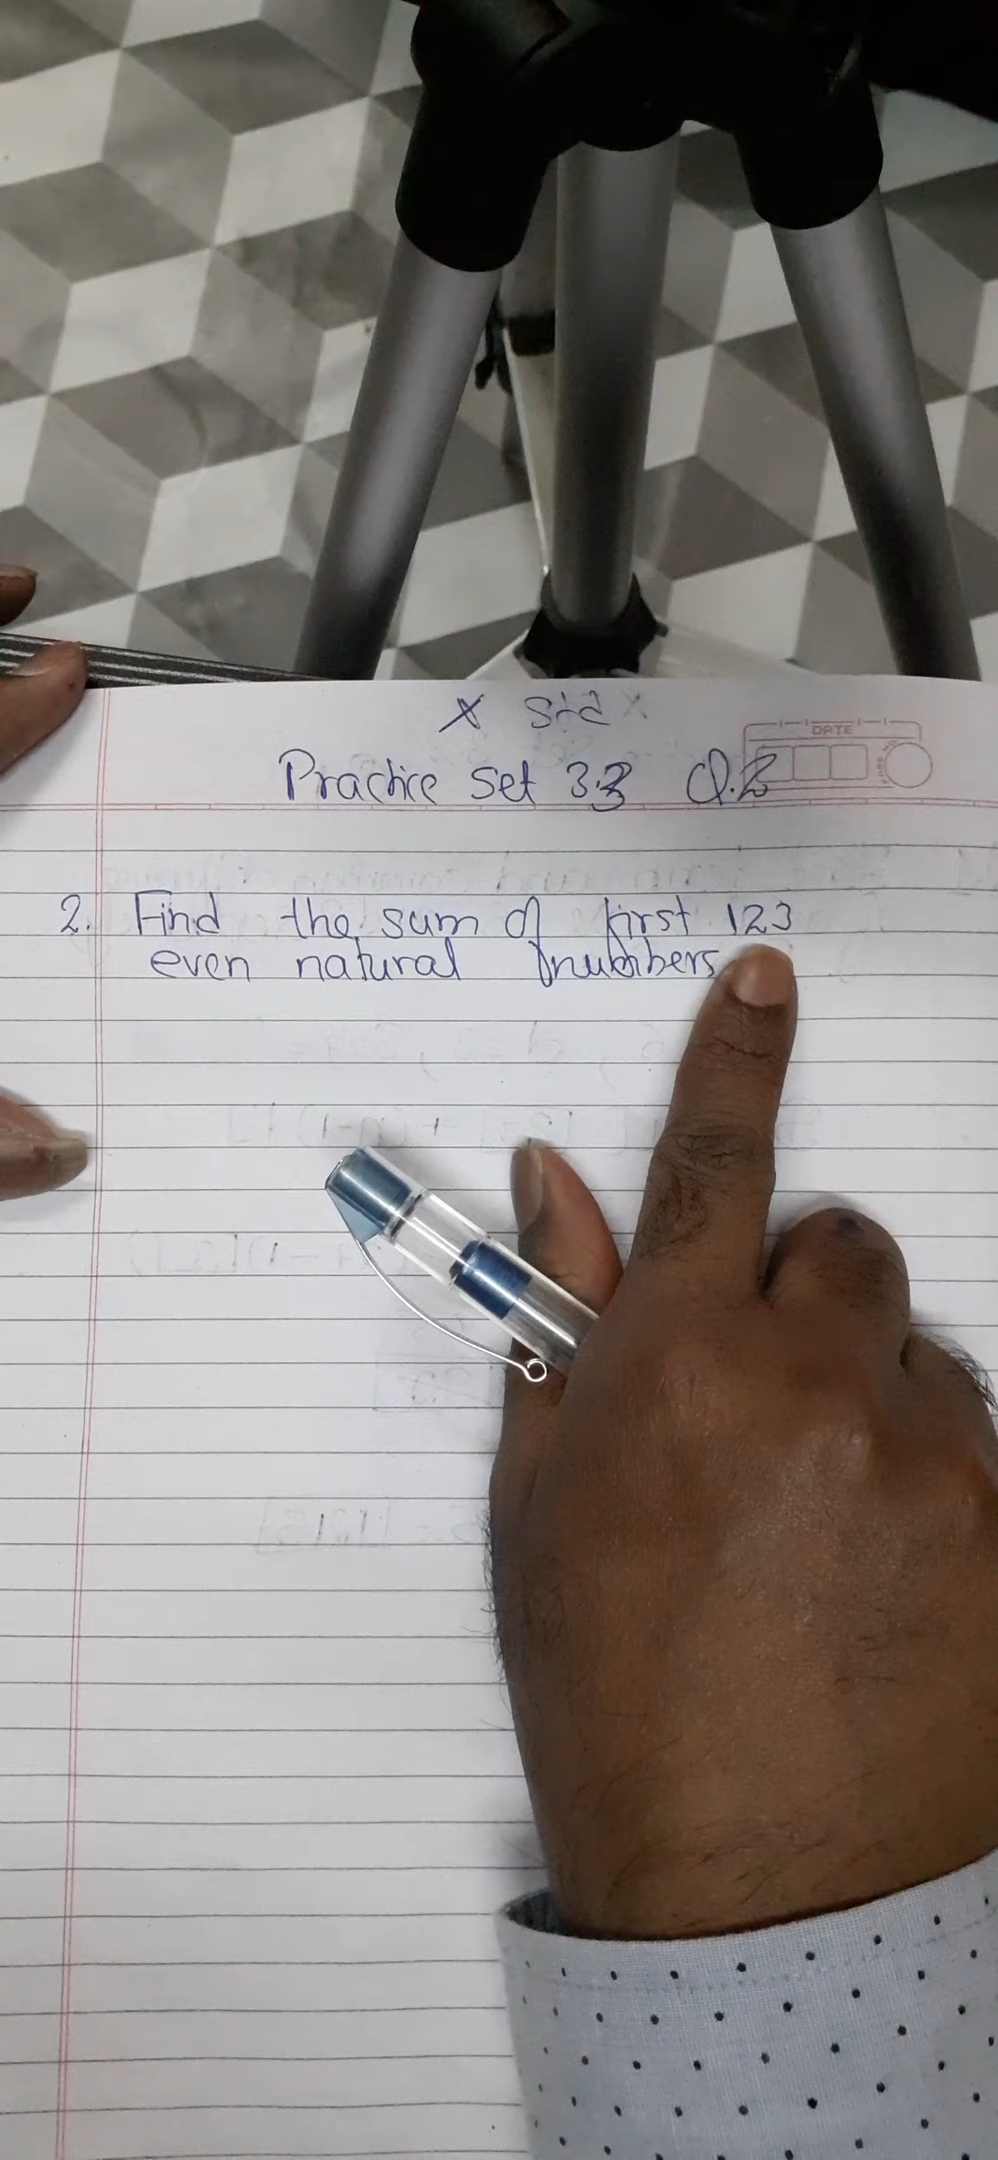 X Std
Practice Set 3.3 Q.2
DATE
2. Find the sum of first 123
even natural numbers